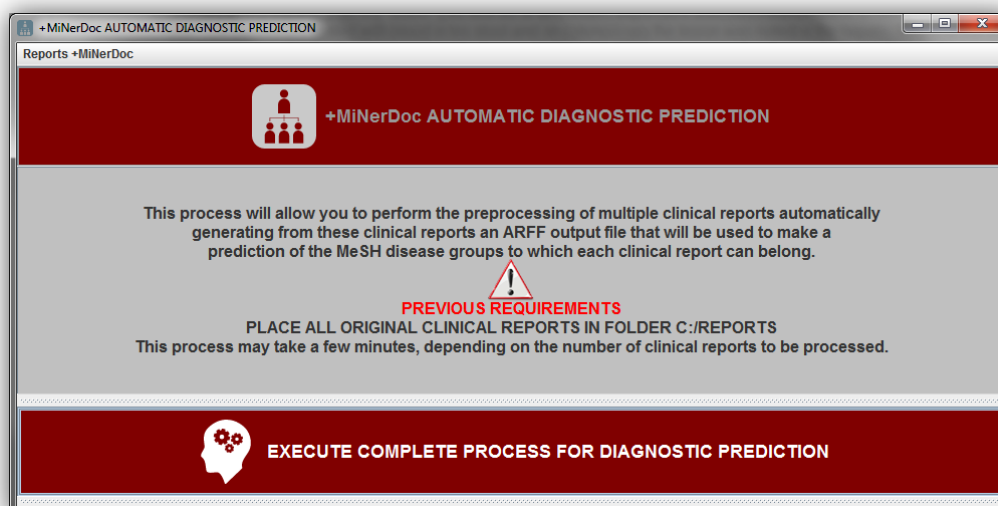 +MiNerDoc AUTOMATIC DIAGNOSTIC PREDICTION
Reports +MiNerDoc
+MiNerDoc AUTOMATIC DIAGNOSTIC PREDICTION
This process will allow you to perform the preprocessing of multiple clinical reports automatically
generating from these clinical reports an ARFF output file that will be used to make a
prediction of the MeSH disease groups to which each clinical report can belong.
PREVIOUS REQUIREMENTS
PLACE ALL ORIGINAL CLINICAL REPORTS IN FOLDER C:/REPORTS
This process may take a few minutes, depending on the number of clinical reports to be processed.
EXECUTE COMPLETE PROCESS FOR DIAGNOSTIC PREDICTION